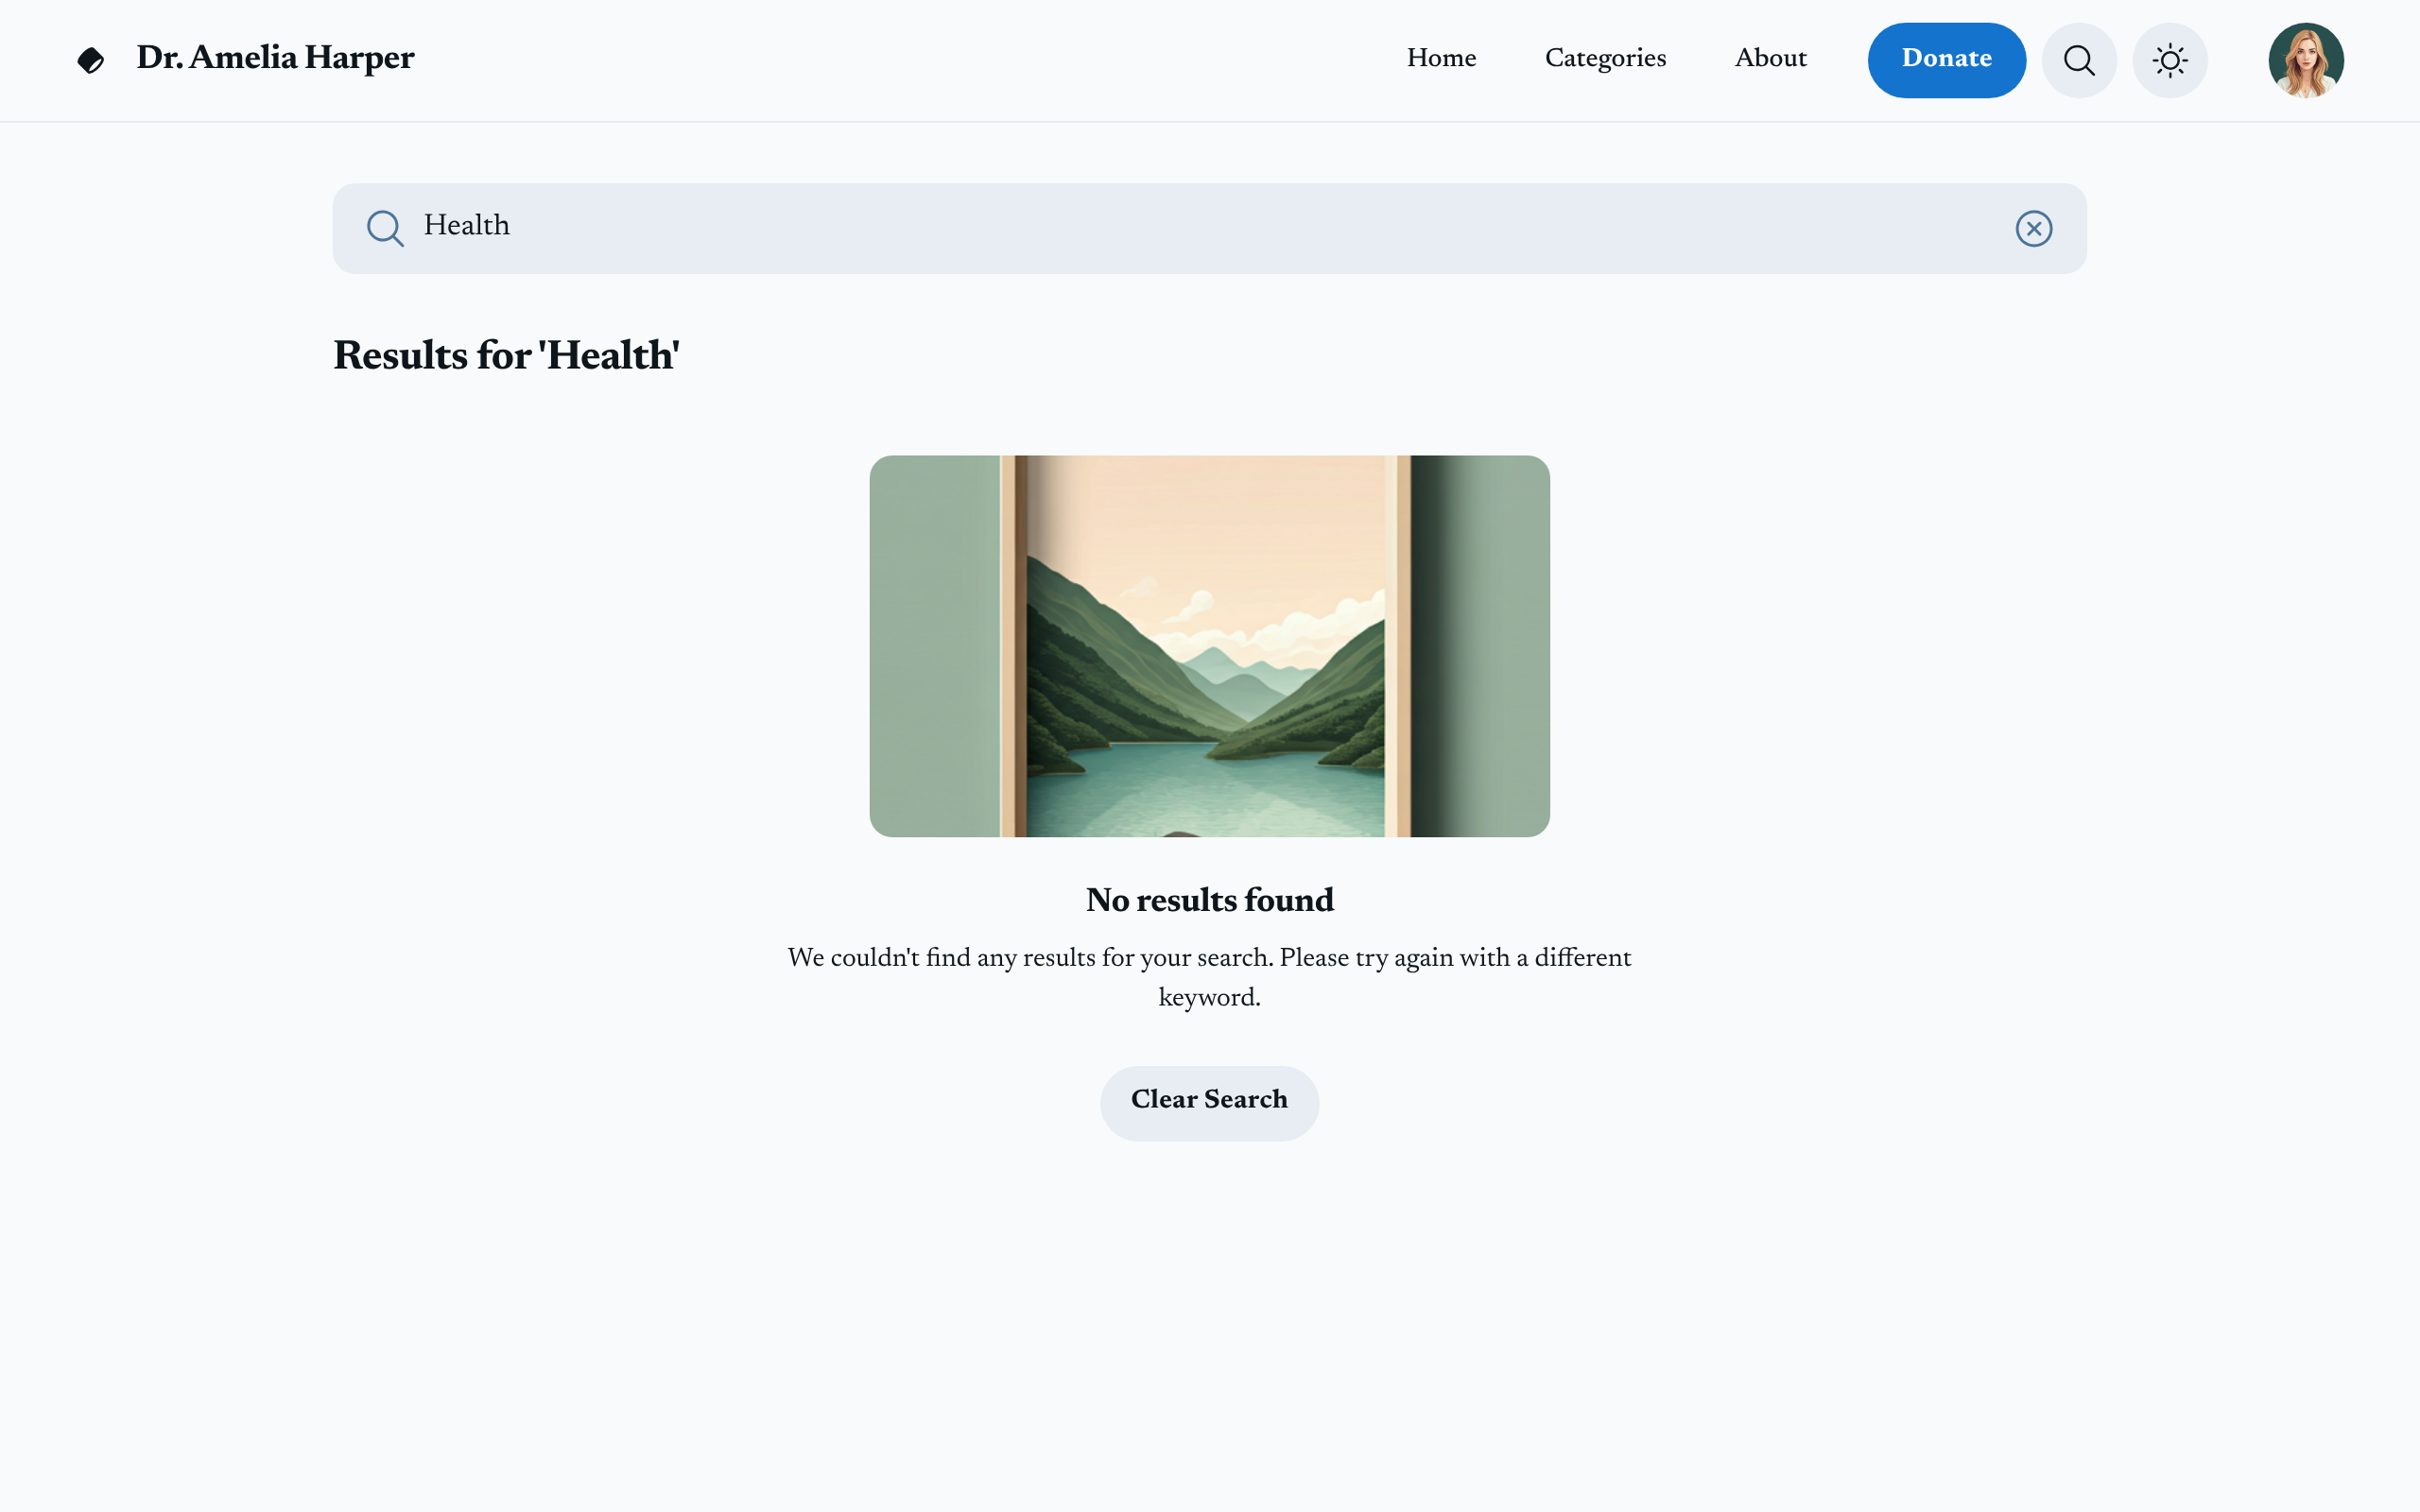 Dr. Amelia Harper
Home
Categories
About
Donate
Health
Results for 'Health'
No results found
We couldn't find any results for your search. Please try again with a different
keyword.
Clear Search